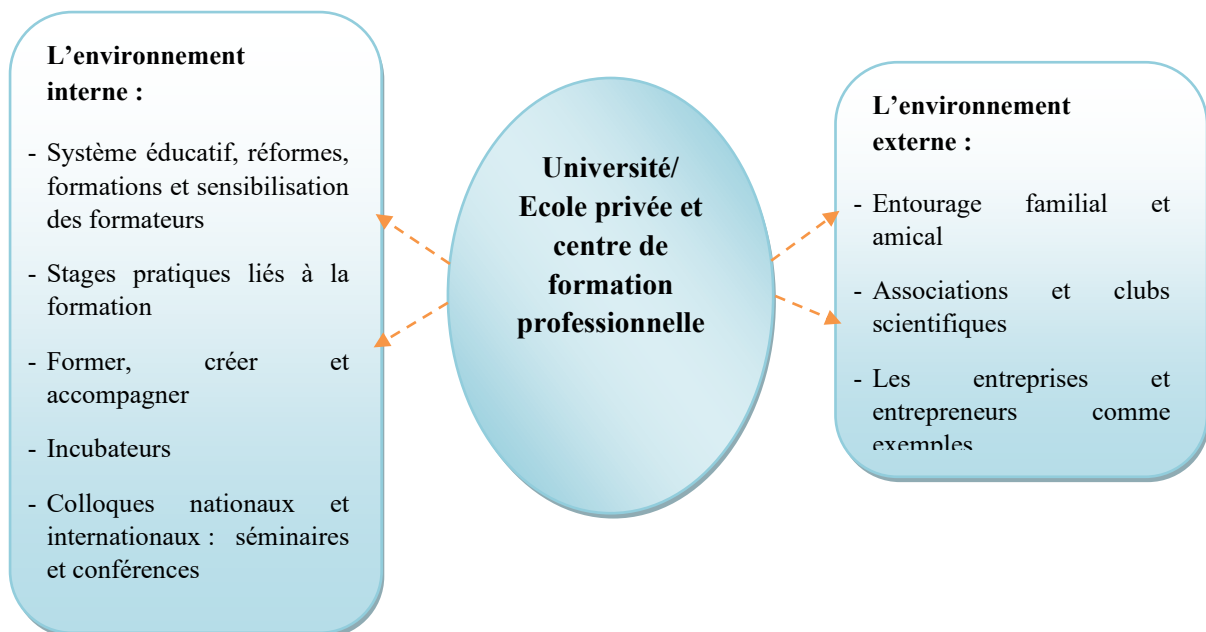 L’environnement
interne :
- Système éducatif, réformes,
formations et sensibilisation
des formateurs
- Stages pratiques liés à la
formation
- Former, créer et
accompagner
- Incubateurs
- Colloques nationaux et
internationaux : séminaires
et conférences
Université/
Ecole privée et
centre de
formation
professionnelle
L’environnement
externe :
- Entourage familial et
amical
- Associations et clubs
scientifiques
- Les entreprises et
entrepreneurs comme
exemples